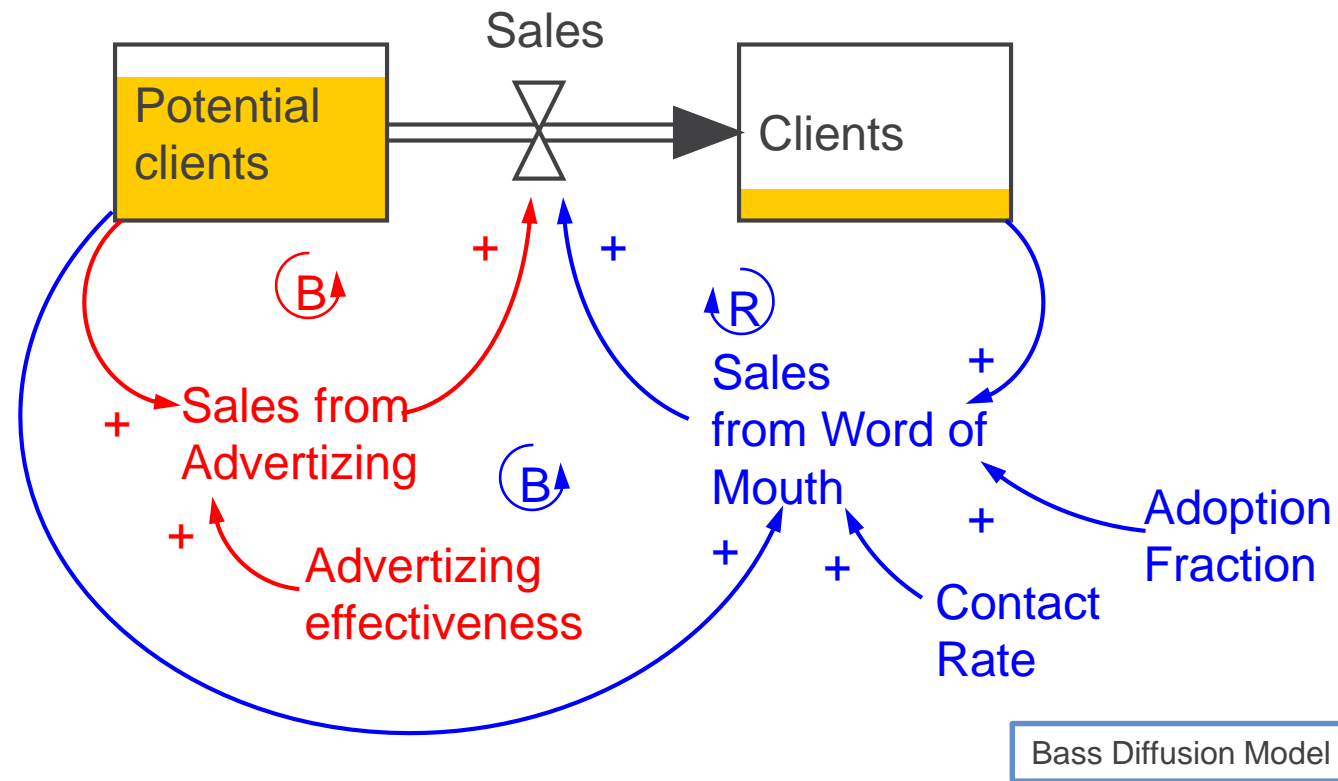 Sales
Potential
clients
Clients
+
+
B
R
Sales
from Word of
Mouth
+
+
Sales from
Advertizing
B
+
+
+
+
Adoption
Fraction
Advertizing
effectiveness
Contact
Rate
Bass Diffusion Model